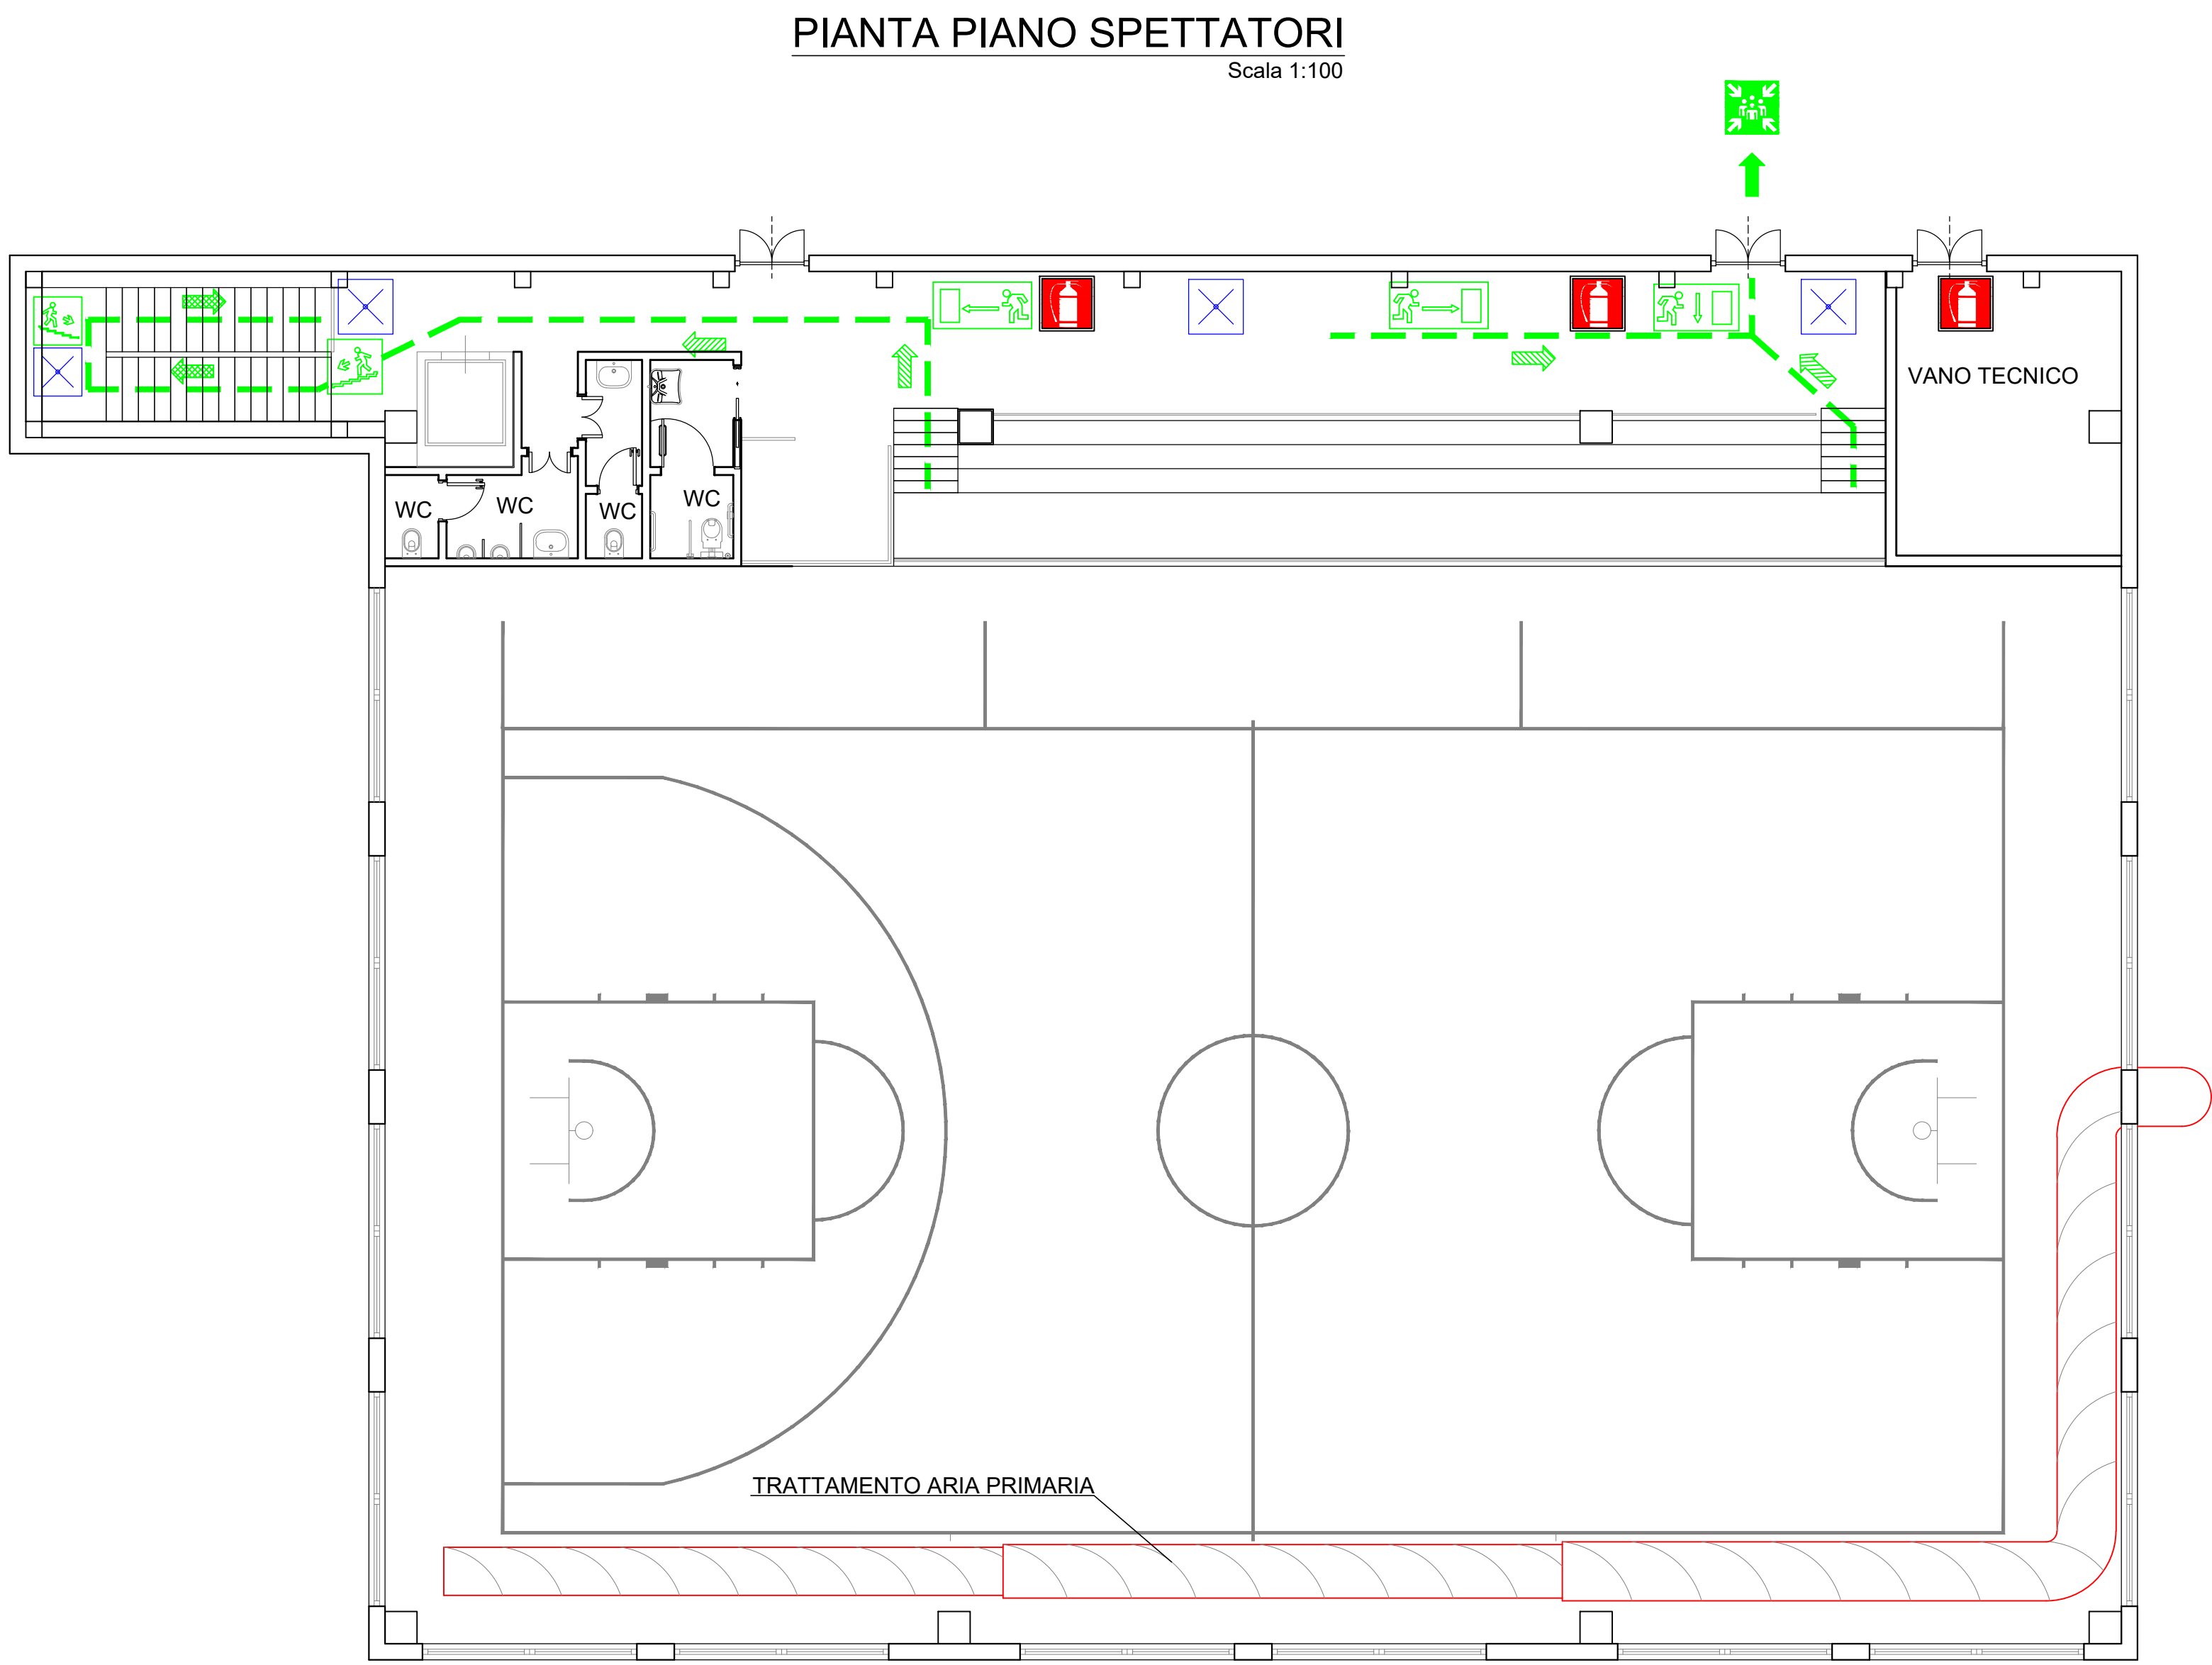 PIANTA PIANO SPETTATORI
Scala 1:100
VANO TECNICO
WC
WC
WC
WC
TRATTAMENTO ARIA PRIMARIA